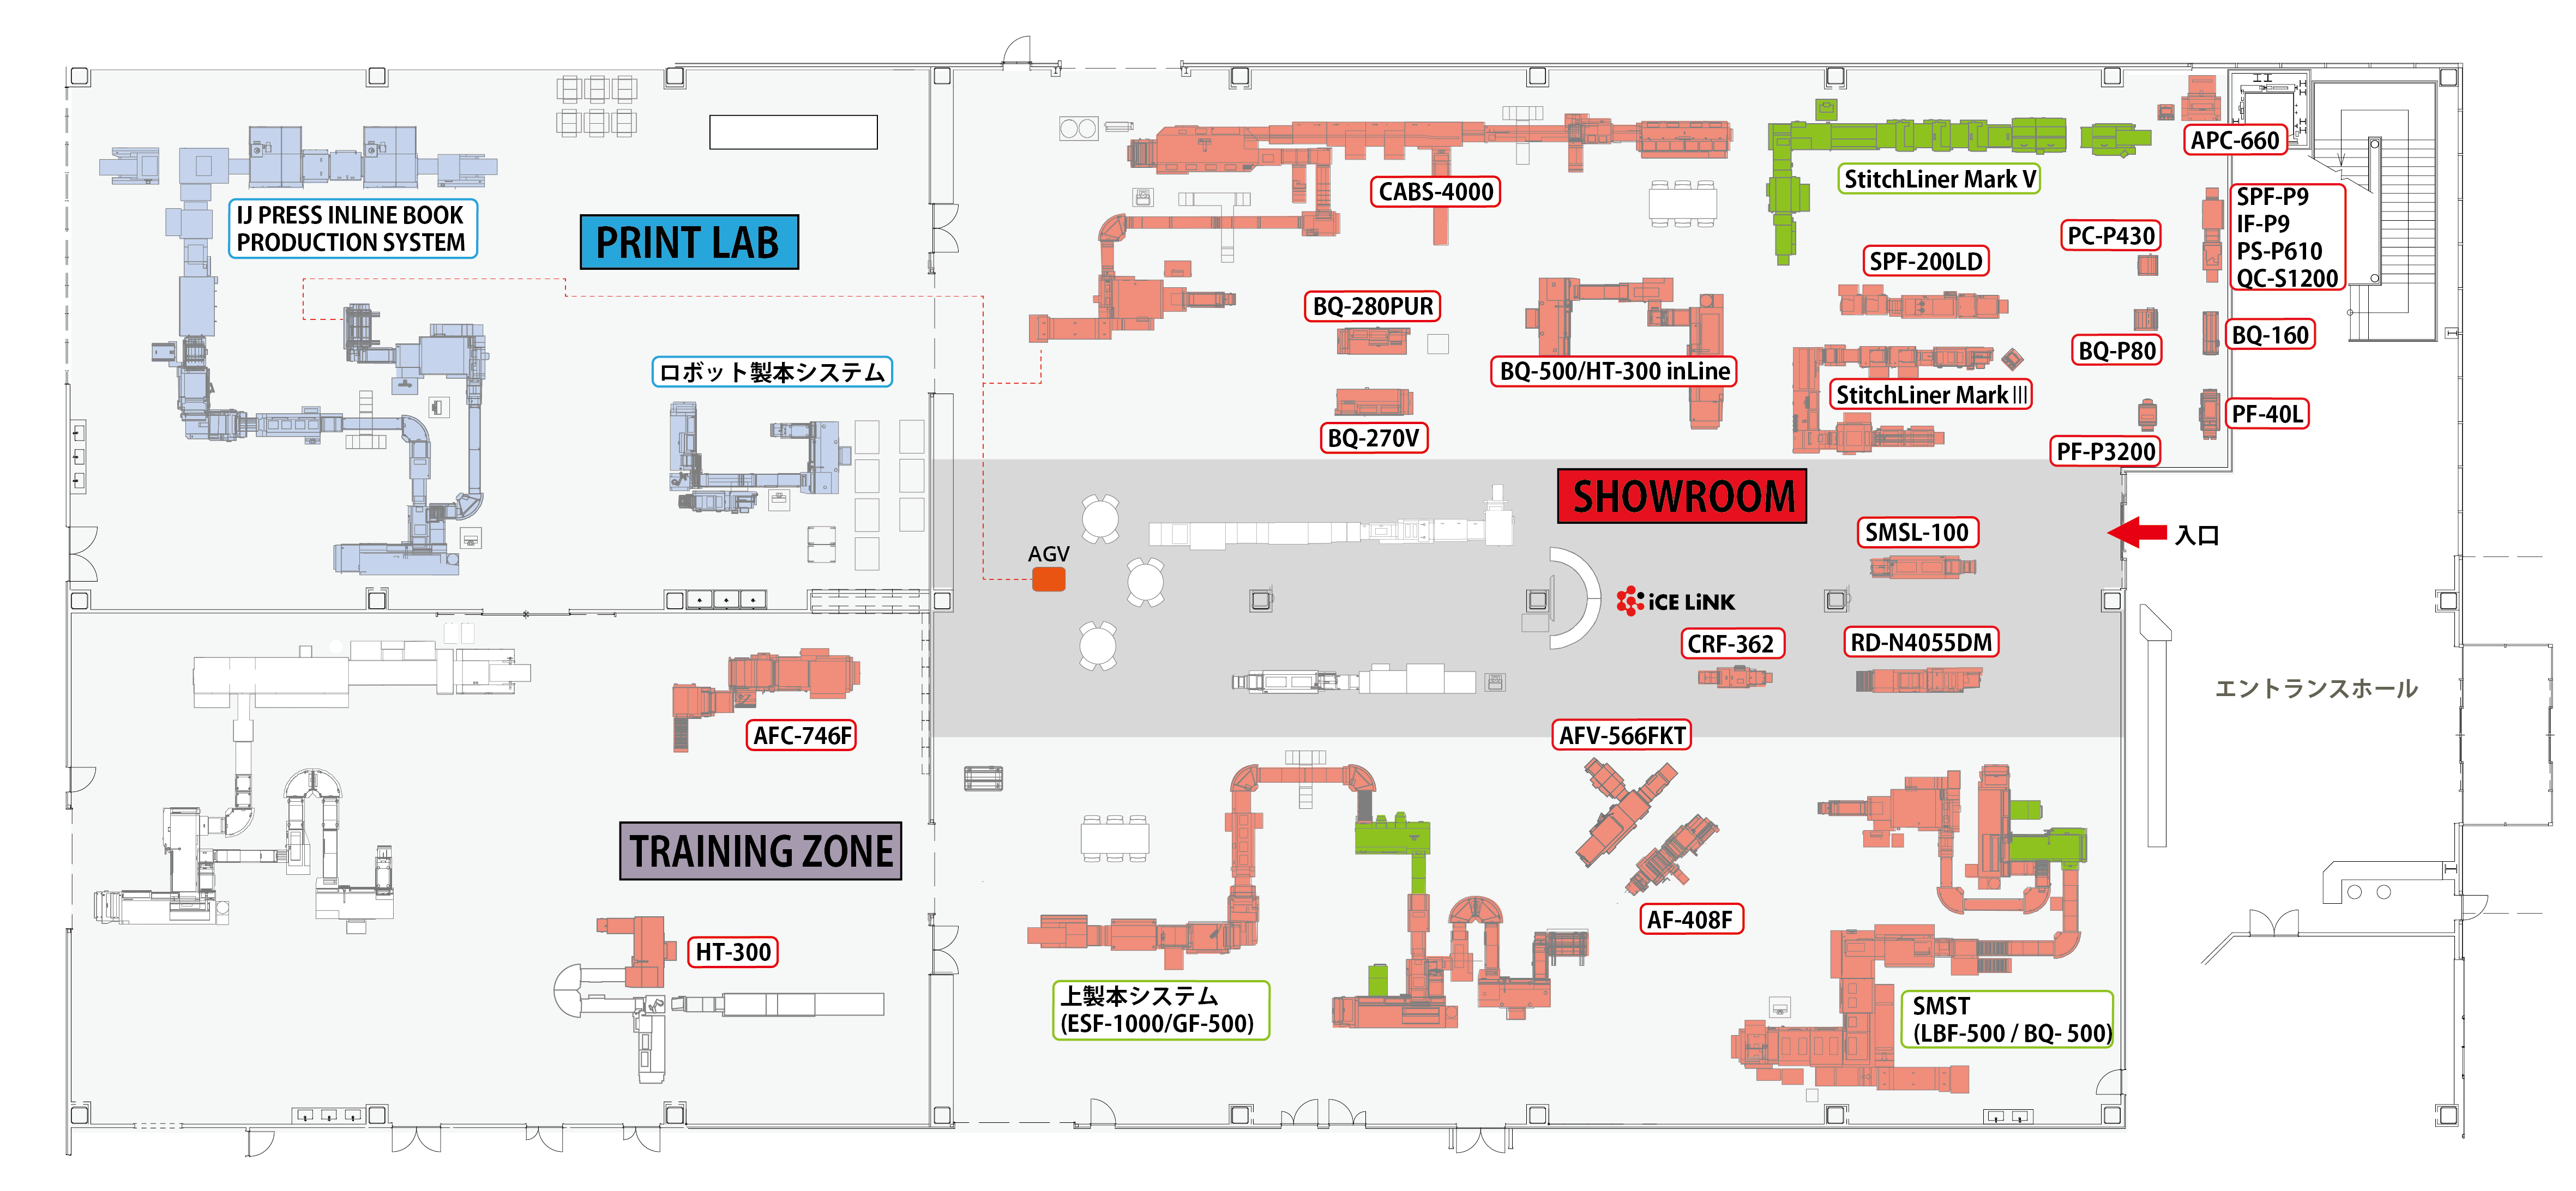 IJ PRESS INLINE BOOK
PRODUCTION SYSTEM
PRINT LAB
ロボット製本システム
CABS-4000
StitchLiner Mark V
APC-660
SPF-P9
IF-P9
PS-P610
QC-S1200
PC-P430
SPF-200LD
BQ-280PUR
BQ-500/HT-300 inLine
BQ-P80
BQ-160
StitchLiner MarkⅢ
BQ-270V
PF-40L
PF-P3200
SHOWROOM
SMSL-100
入口
AGV
iCE LiNK
CRF-362
RD-N4055DM
エントランスホール
AFC-746F
AFV-566FKT
TRAINING ZONE
AF-408F
HT-300
上製本システム
(ESF-1000/GF-500)
SMST
(LBF-500 / BQ- 500)